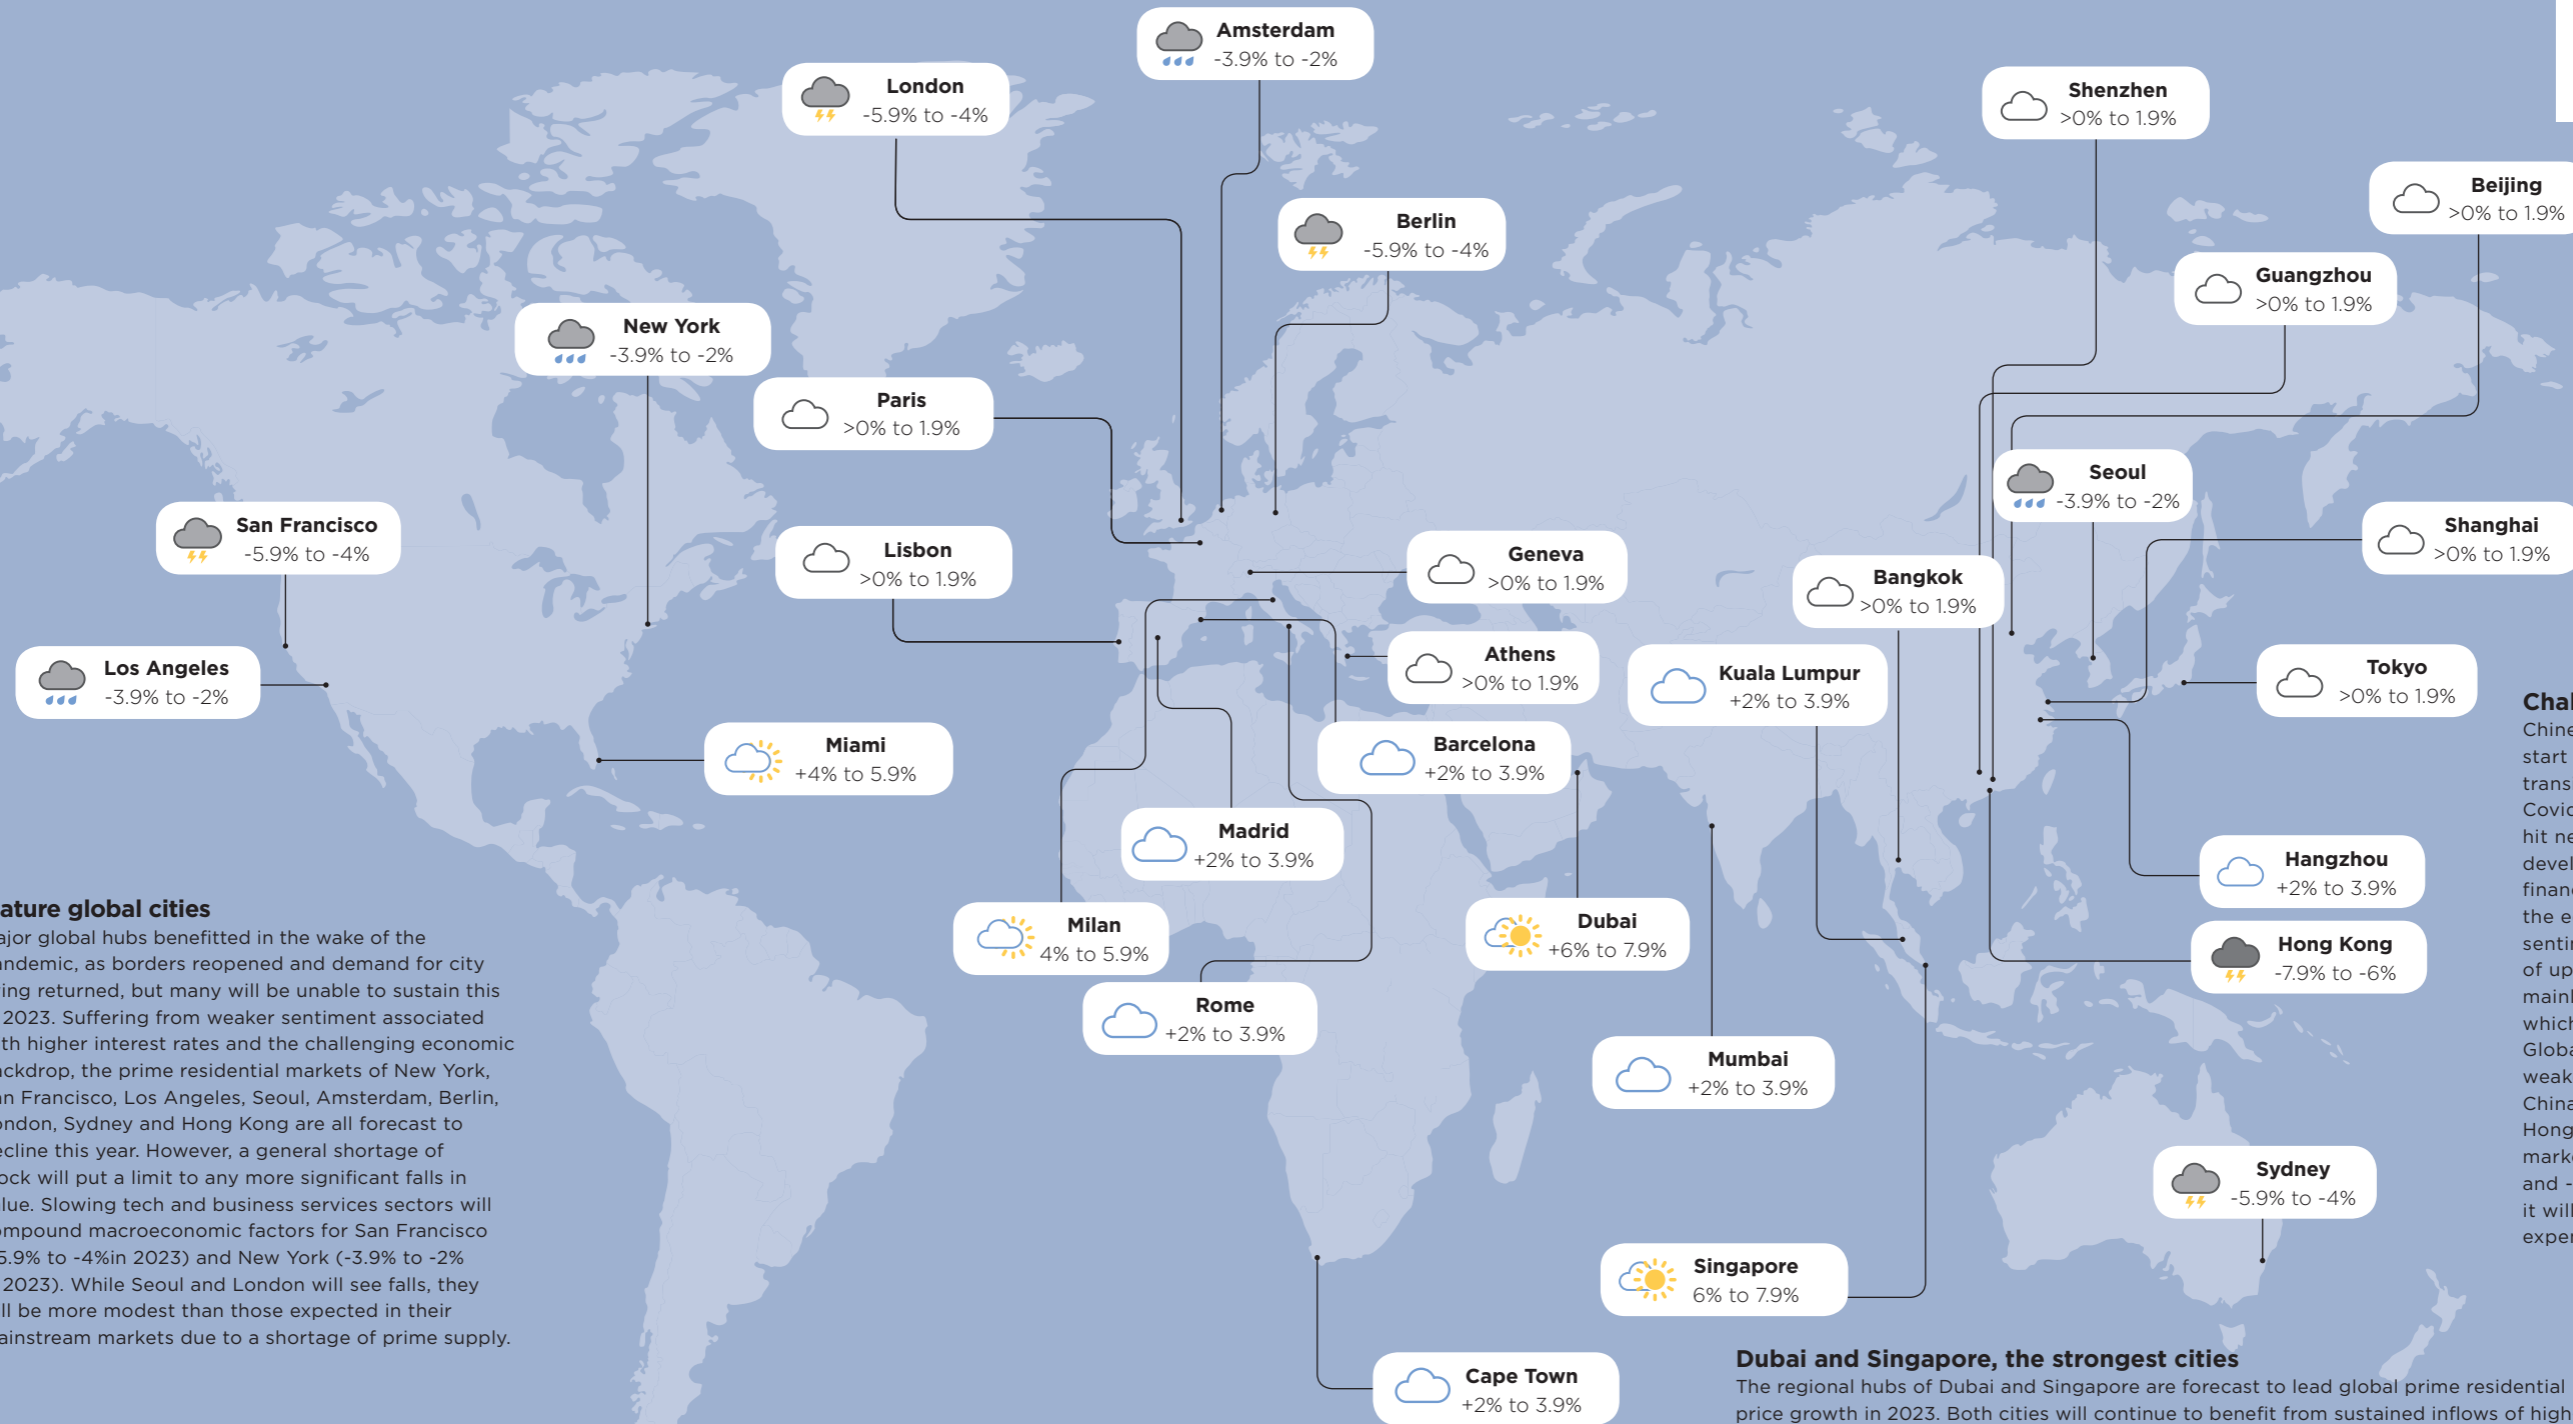 Amsterdam
-3.9% to -2%
London
-5.9% to -4%
Shenzhen
>0% to 1.9%
Beijing
>0% to 1.9%
Berlin
-5.9% to -4%
Guangzhou
>0% to 1.9%
New York
-3.9% to -2%
Paris
>0% to 1.9%
Seoul
-3.9% to -2%
San Francisco
-5.9% to -4%
Shanghai
>0% to 1.9%
Lisbon
>0% to 1.9%
Geneva
>0% to 1.9%
Bangkok
>0% to 1.9%
Los Angeles
-3.9% to -2%
Athens
>0% to 1.9%
Kuala Lumpur
+2% to 3.9%
Tokyo
>0% to 1.9%
Miami
+4% to 5.9%
Barcelona
+2% to 3.9%
Madrid
+2% to 3.9%
Hangzhou
+2% to 3.9%
Milan
4% to 5.9%
Dubai
+6% to 7.9%
Hong Kong
-7.9% to -6%
Rome
+2% to 3.9%
Mumbai
+2% to 3.9%
Sydney
-5.9% to -4%
Singapore
6% to 7.9%
Cape Town
+2% to 3.9%
ature global cities
ajor global hubs benefitted in the wake of the
andemic, as borders reopened and demand for city
ing returned, but many will be unable to sustain this
2023. Suffering from weaker sentiment associated
th higher interest rates and the challenging economic
ackdrop, the prime residential markets of New York,
an Francisco, Los Angeles, Seoul, Amsterdam, Berlin,
ondon, Sydney and Hong Kong are all forecast to
ecline this year. However, a general shortage of
ock will put a limit to any more significant falls in
alue. Slowing tech and business services sectors will
ompound macroeconomic factors for San Francisco
5.9% to -4%in 2023) and New York (-3.9% to -2%
2023). While Seoul and London will see falls, they
ll be more modest than those expected in their
ainstream markets due to a shortage of prime supply.
Chal
Chine
start
trans
Covid
hit ne
devel
finan
the e
senti
of up
main
which
Globa
weak
China
Hong
mark
and -
it will
exper
Dubai and Singapore, the strongest cities
The regional hubs of Dubai and Singapore are forecast to lead global prime residential
price growth in 2023. Both cities will continue to benefit from sustained inflows of high